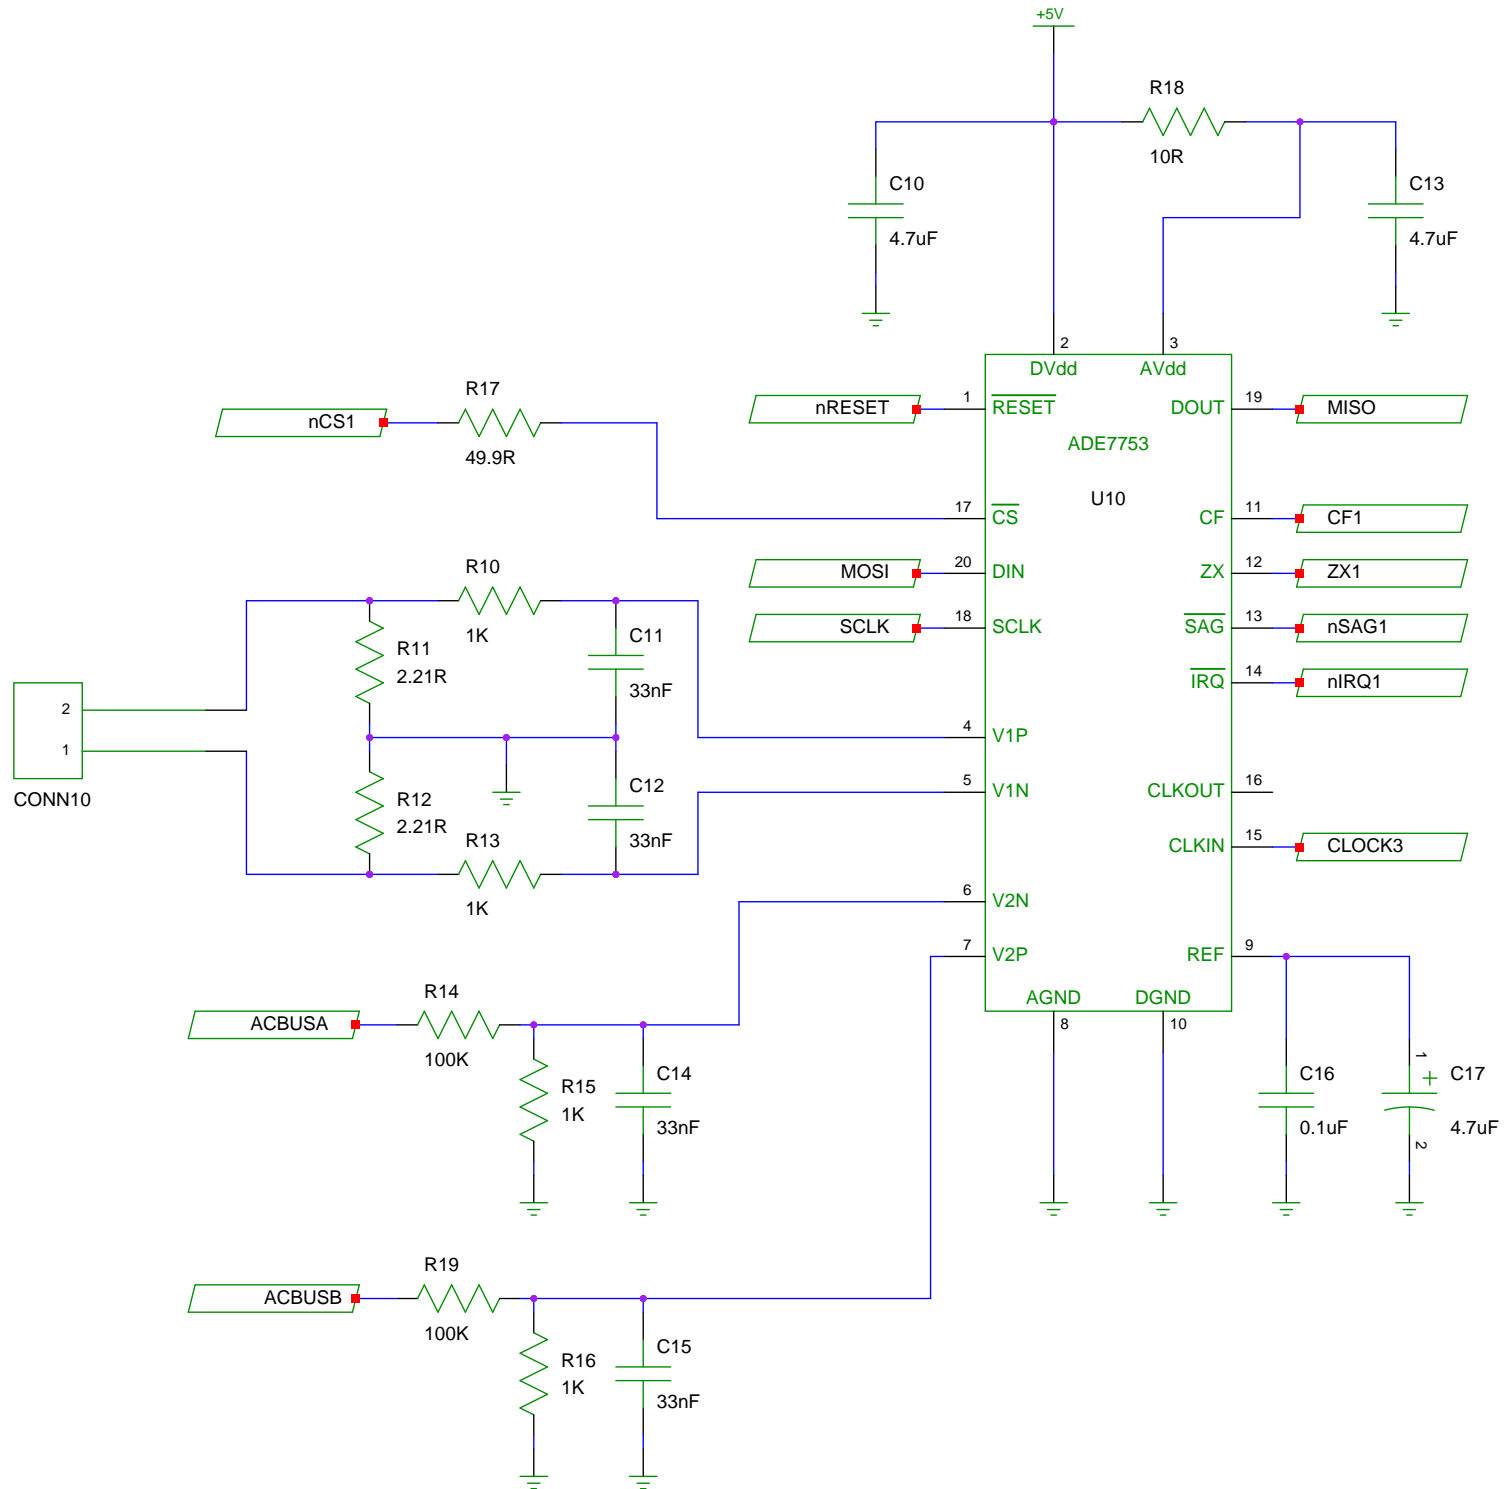 +5V
R18
10R
C10
4.7uF
C13
4.7uF
2
3
DVdd
AVdd
R17
nCS1
49.9R
nRESET
1
RESET
DOUT
19
MISO
ADE7753
U10
17
CS
CF
11
CF1
MOSI
20
DIN
ZX
12
ZX1
SCLK
18
SCLK
SAG
13
nSAG1
IRQ
14
nIRQ1
R10
1K
R11
2.21R
C11
33nF
2
1
CONN10
4
V1P
5
V1N
CLKOUT
16
R12
2.21R
C12
33nF
R13
1K
CLKIN
15
CLOCK3
6
V2N
7
V2P
REF
9
AGND
DGND
8
10
R14
ACBUSA
100K
R15
1K
C14
33nF
C16
0.1uF
1
+
C17
4.7uF
2
R19
ACBUSB
100K
R16
1K
C15
33nF